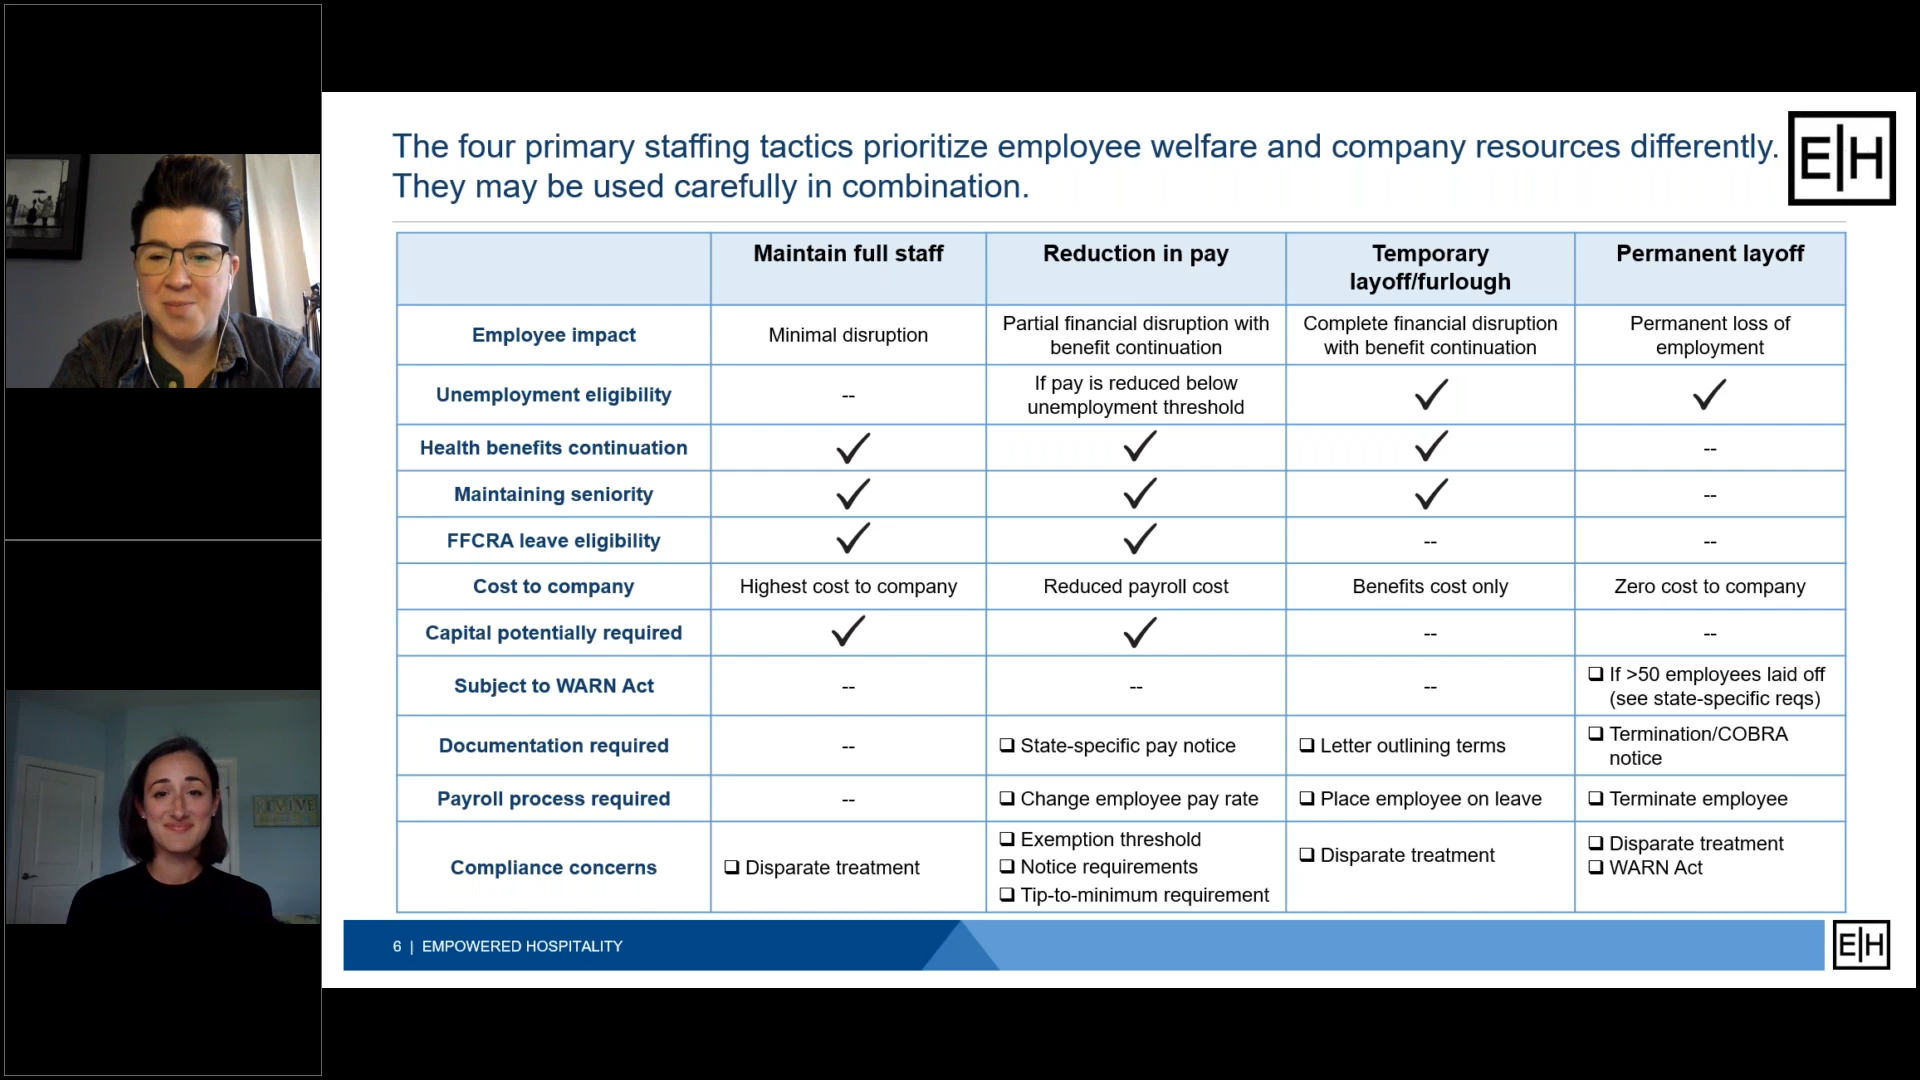 The four primary staffing tactics prioritize employee welfare and company resources differently.
They may be used carefully in combination.
E|H
Maintain full staff
Reduction in pay
Temporary
layoff/furlough
Permanent layoff
Employee impact
Minimal disruption
Partial financial disruption with
benefit continuation
Complete financial disruption
with benefit continuation
Permanent loss of
employment
Unemployment eligibility
--
If pay is reduced below
unemployment threshold
✓
✓
Health benefits continuation
✓
✓
✓
--
Maintaining seniority
✓
✓
✓
--
FFCRA leave eligibility
✓
✓
--
--
Cost to company
Highest cost to company
Reduced payroll cost
Benefits cost only
Zero cost to company
Capital potentially required
✓
✓
--
--
Subject to WARN Act
--
--
--
❑ If >50 employees laid off
(see state-specific reqs)
Documentation required
--
❑ State-specific pay notice
❑ Letter outlining terms
❑ Termination/COBRA
notice
Payroll process required
--
❑ Change employee pay rate
❑ Place employee on leave
❑ Terminate employee
Compliance concerns
❑ Disparate treatment
❑ Exemption threshold
❑ Notice requirements
❑ Tip-to-minimum requirement
❑ Disparate treatment
❑ Disparate treatment
❑ WARN Act
6 | EMPOWERED HOSPITALITY
E|H